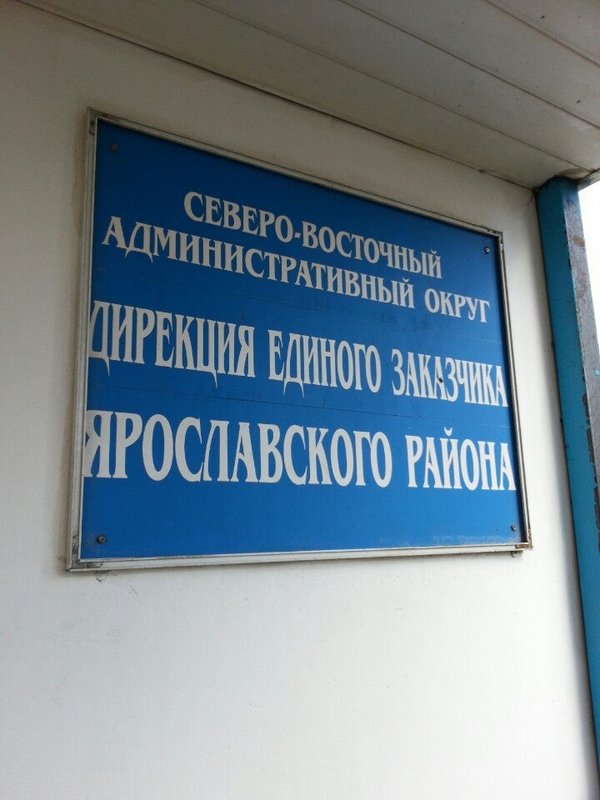 СЕВЕРО-ВОСТОЧНЫЙ
АДМИНИСТРАТИВНЫЙ ОКРУГ
ДИРЕКЦИЯ ЕДИНОГО ЗАКАЗЧИКА
ЯРОСЛАВСКОГО РАЙОНА